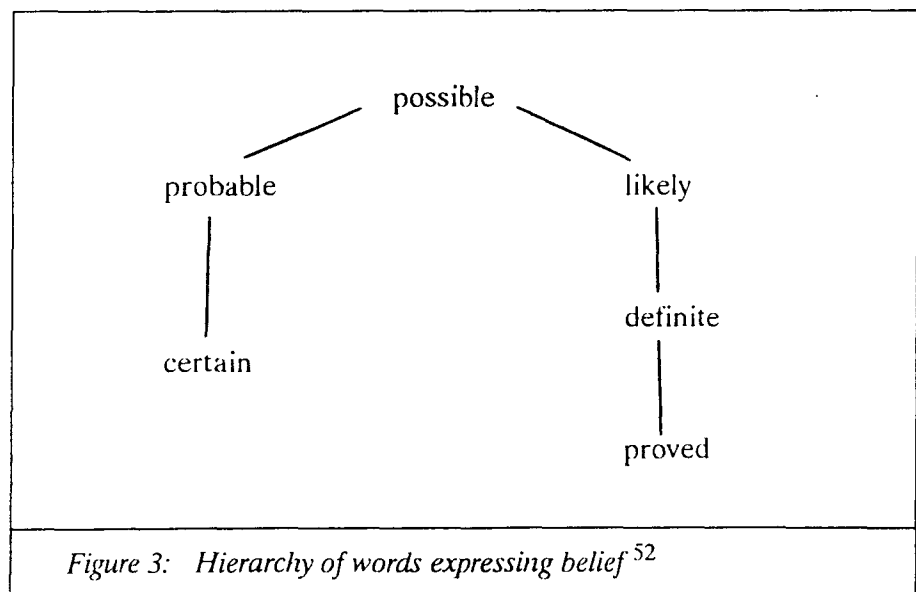 possible
probable likely
definite
certain
proved
Figure 3: Hierarchy of words expressing belief 52